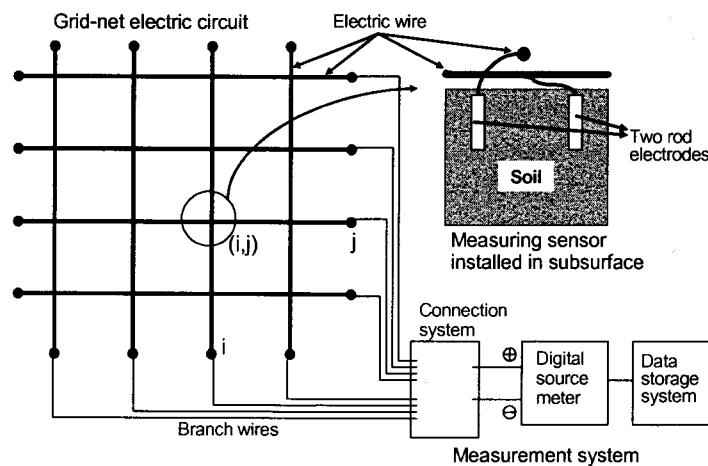 Grid-net electric circuit
Electric wire
Two rod
electrodes
Soil
(i,j)
j
Measuring sensor
installed in subsurface
i
Connection
system
⊕
Digital
source
meter
Data
storage
system
⊖
Branch wires
Measurement system